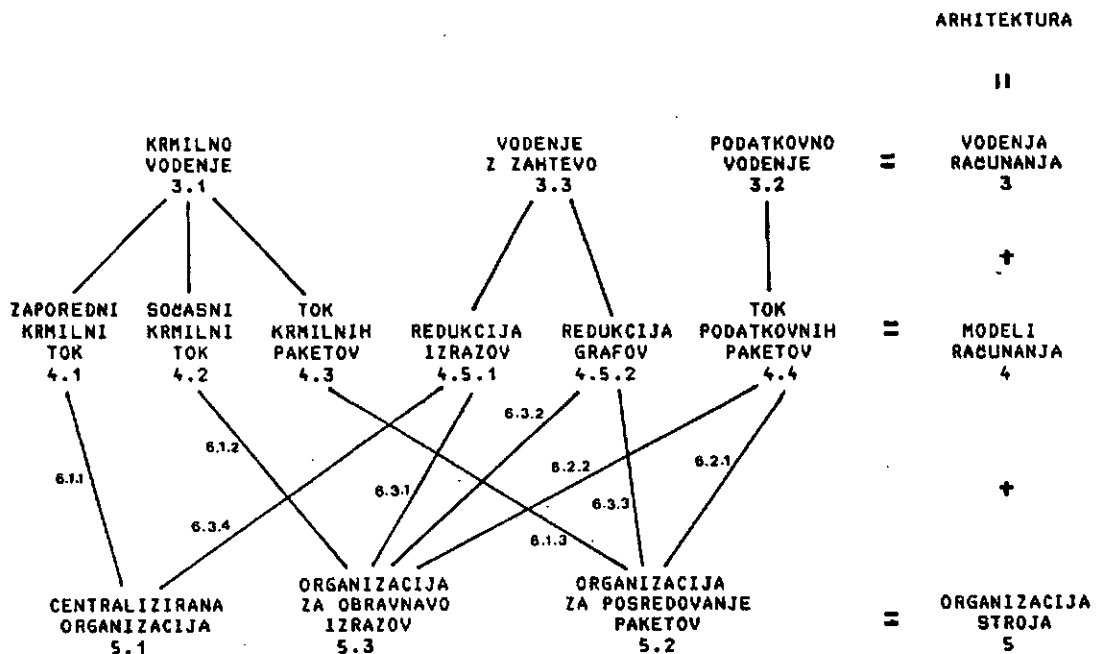 ARHITEKTURA
=
KRMILNO
VODENJE
3.1
VODENJE
Z ZAHTEVO
3.3
PODATKOVNO
VODENJE
3.2
=
VODENJA
RAČUNANJA
3
+
ZAPOREDNI
KRMILNI
TOK
4.1
SOČASNI
KRMILNI
TOK
4.2
TOK
KRMILNIH
PAKETOV
4.3
REDUKCIJA
IZRAZOV
4.5.1
REDUKCIJA
GRAFOV
4.5.2
TOK
PODATKOVNIH
PAKETOV
4.4
=
MODELI
RAČUNANJA
4
6.1.1
6.1.2
6.3.4
6.3.1
6.3.2
6.1.3
6.2.2
6.3.3
6.2.1
+
CENTRALIZIRANA
ORGANIZACIJA
5.1
ORGANIZACIJA
ZA OBRAVNAVO
IZRAZOV
5.3
ORGANIZACIJA
ZA POSREDOVANJE
PAKETOV
5.2
=
ORGANIZACIJA
STROJA
5